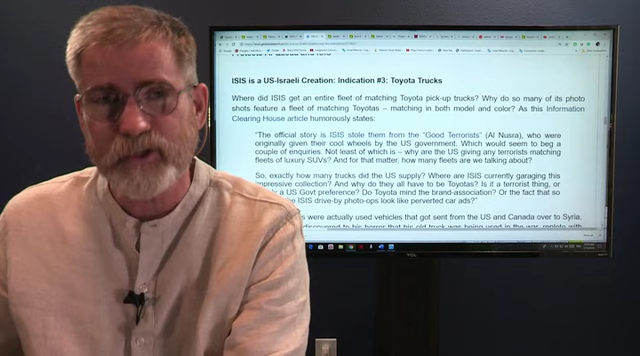 ISIS is a US-Israeli Creation: Indication #3: Toyota Trucks
Where did ISIS get an entire fleet of matching Toyota pick-up trucks? Why do so many of its photo
shots feature a fleet of matching Toyotas – matching in both model and color? As this Information
Clearing House article humorously states:
"The official story is ISIS stole them from the "Good Terrorists" (Al Nusra), who were
originally given their cool wheels by the US government. Which would seem to beg a
couple of enquiries. Not least of which is – why are the US giving any terrorists matching
fleets of luxury SUVs? And for that matter, how many fleets are we talking about?
So, exactly how many trucks did the US supply? Where are ISIS currently garaging this
impressive collection? And why do they all have to be Toyotas? Is it a terrorist thing, or
a US Govt preference? Do Toyota mind the brand-association? Or the fact that so
ISIS drive-by photo-ops look like perverted car ads?"
were actually used vehicles that got sent from the US and Canada over to Syria.
discovered to his horror that his old truck was being used in the war, replete with
TCL